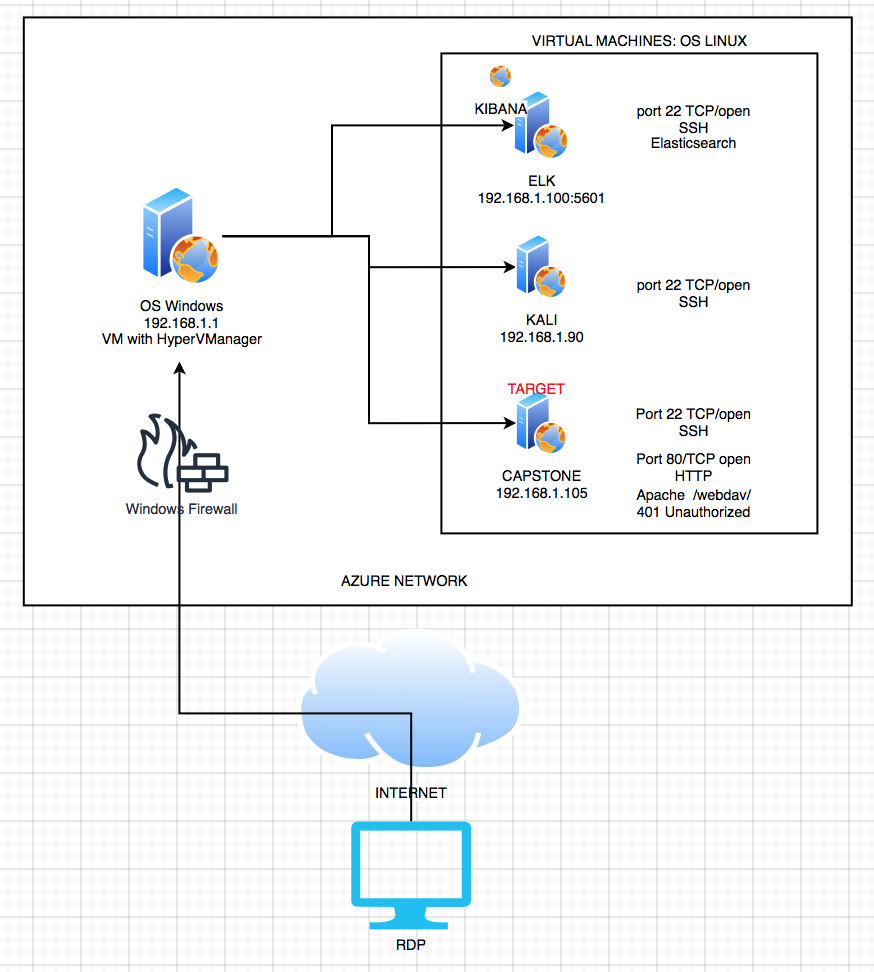 VIRTUAL MACHINES: OS LINUX
KIBANA
port 22 TCP/open
SSH
Elasticsearch
ELK
192.168.1.100:5601
OS Windows
192.168.1.1
VM with HyperVManager
port 22 TCP/open
SSH
KALI
192.168.1.90
TARGET
Port 22 TCP/open
SSH
Port 80/TCP open
HTTP
Apache /webdav/
401 Unauthorized
CAPSTONE
192.168.1.105
Windows Firewall
AZURE NETWORK
INTERNET
RDP